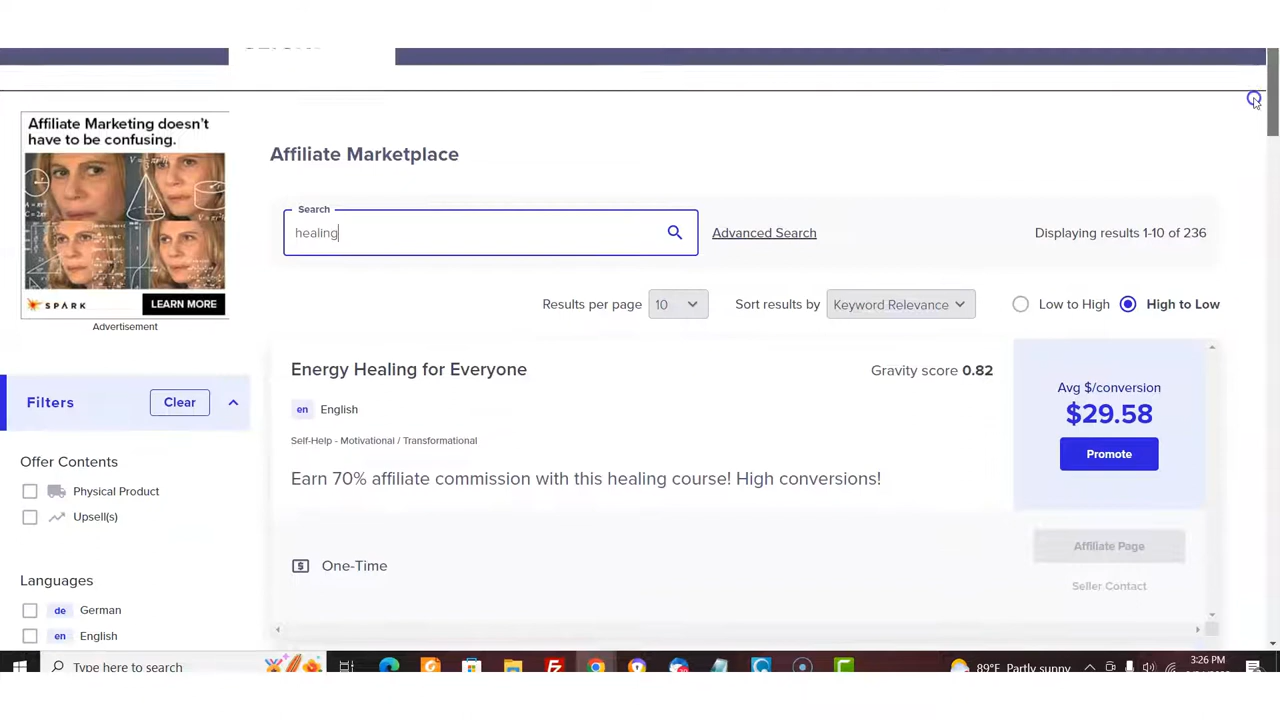 Affiliate Marketing doesn't
have to be confusing.
SPARK
LEARN MORE
Advertisement
Affiliate Marketplace
Search
healing
Advanced Search
Displaying results 1-10 of 236
Results per page
10
Sort results by
Keyword Relevance
Low to High
High to Low
Filters
Clear
Offer Contents
Physical Product
Upsell(s)
Languages
de German
en English
Energy Healing for Everyone
Gravity score 0.82
en English
Self-Help - Motivational / Transformational
Earn 70% affiliate commission with this healing course! High conversions!
One-Time
Avg $/conversion
$29.58
Promote
Affiliate Page
Seller Contact
Type here to search
89°F Partly sunny
3:26 PM